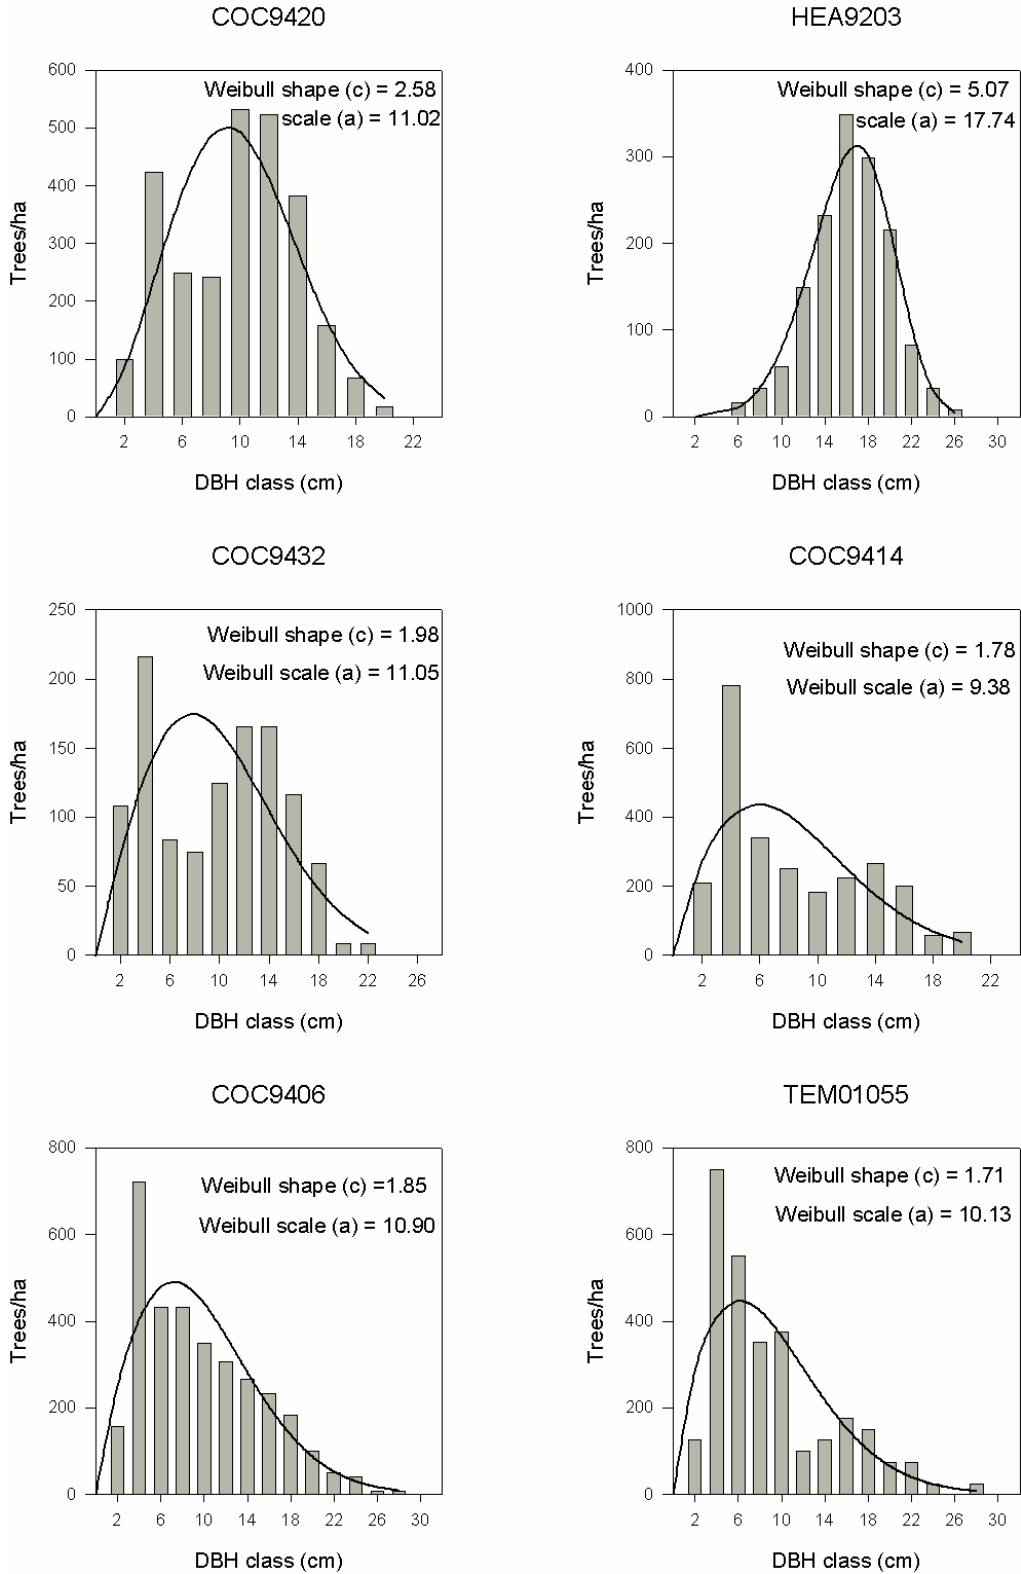 COC9420
Weibull shape (c) = 2.58
scale (a) = 11.02
600
500
400
300
200
100
0
Trees/ha
2 6 10 14 18 22
DBH class (cm)
HEA9203
Weibull shape (c) = 5.07
scale (a) = 17.74
400
300
200
100
0
Trees/ha
2 6 10 14 18 22 26 30
DBH class (cm)
COC9432
Weibull shape (c) = 1.98
Weibull scale (a) = 11.05
250
200
150
100
50
0
Trees/ha
2 6 10 14 18 22 26
DBH class (cm)
COC9414
Weibull shape (c) = 1.78
Weibull scale (a) = 9.38
1000
800
600
400
200
0
Trees/ha
2 6 10 14 18 22
DBH class (cm)
COC9406
Weibull shape (c) =1.85
Weibull scale (a) = 10.90
800
600
400
200
0
Trees/ha
2 6 10 14 18 22 26 30
DBH class (cm)
TEM01055
Weibull shape (c) = 1.71
Weibull scale (a) = 10.13
800
600
400
200
0
Trees/ha
2 6 10 14 18 22 26 30
DBH class (cm)